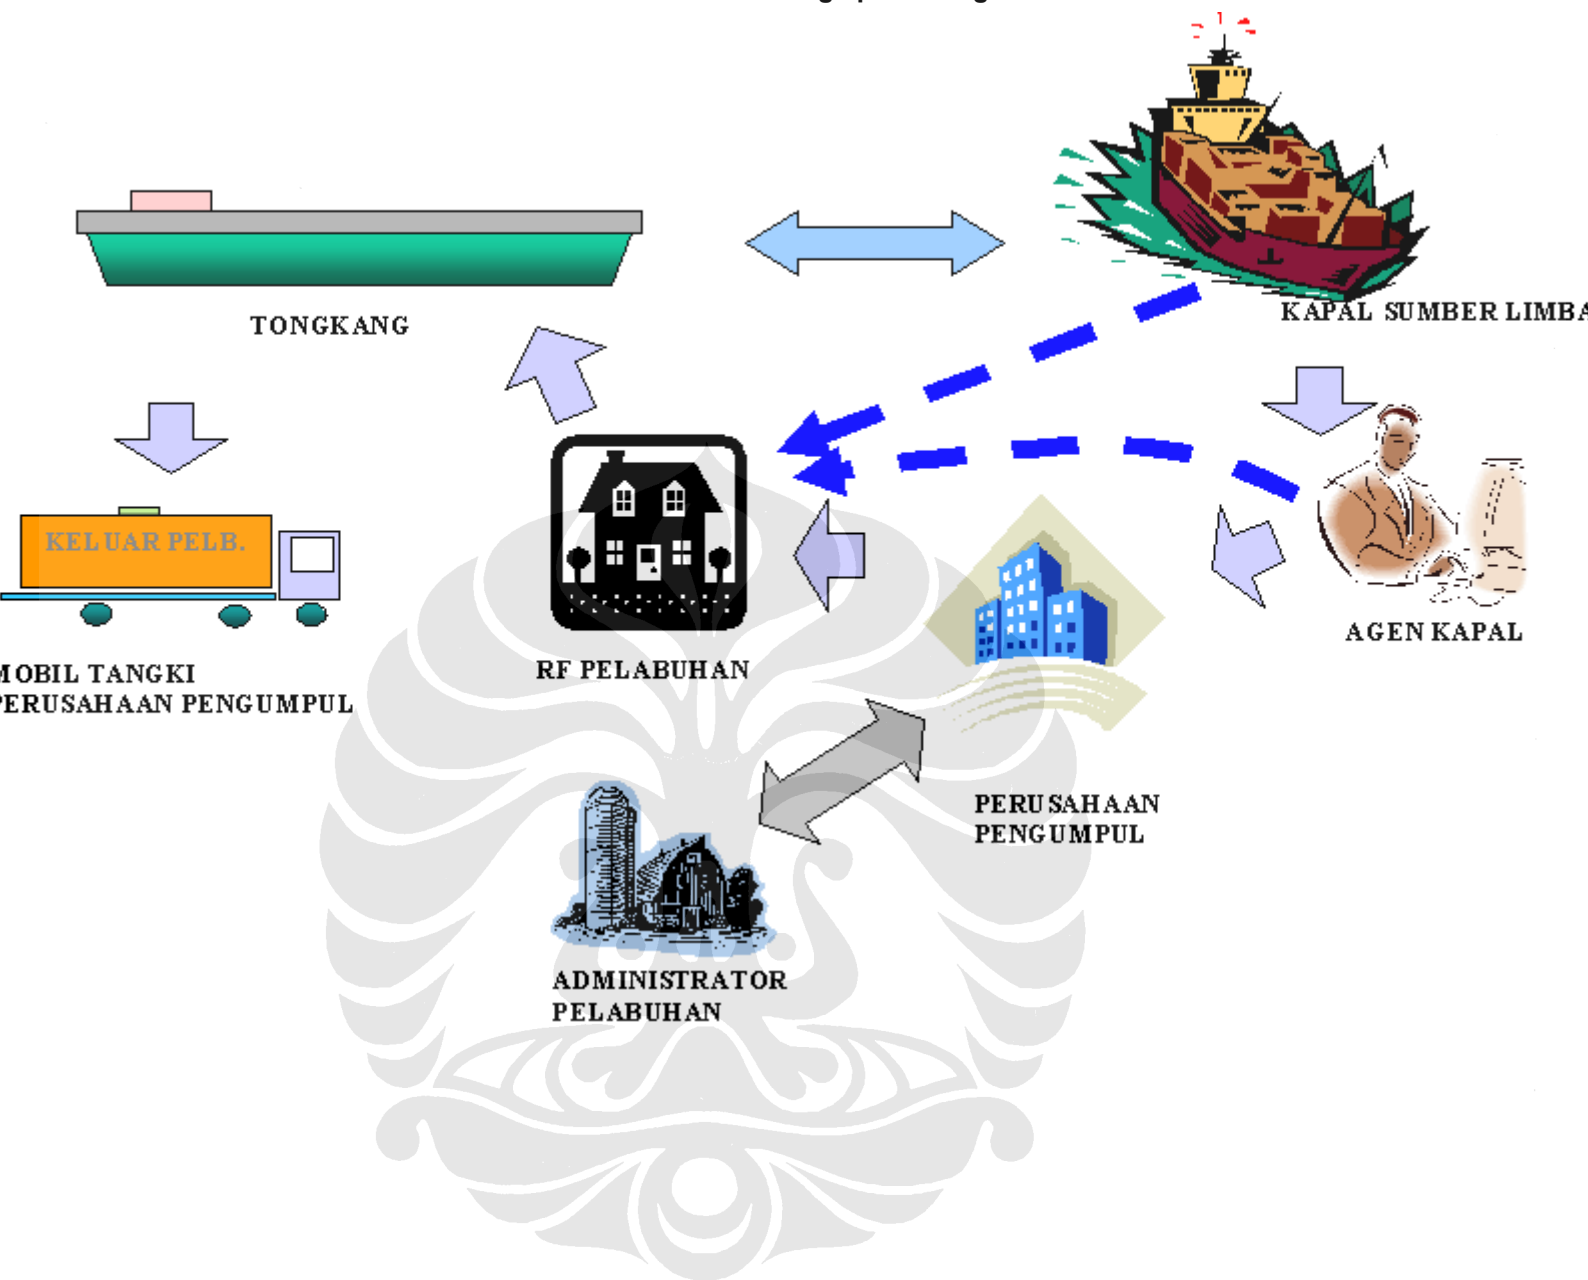 TONGKANG
KAPAL SUMBER LIMBA
KELUAR PELB.
AGEN KAPAL
RF PELABUHAN
MOBIL TANGKI
PERUSAHAAN PENGUMPUL
PERUSAHAAN
PENGUMPUL
ADMINISTRATOR
PELABUHAN